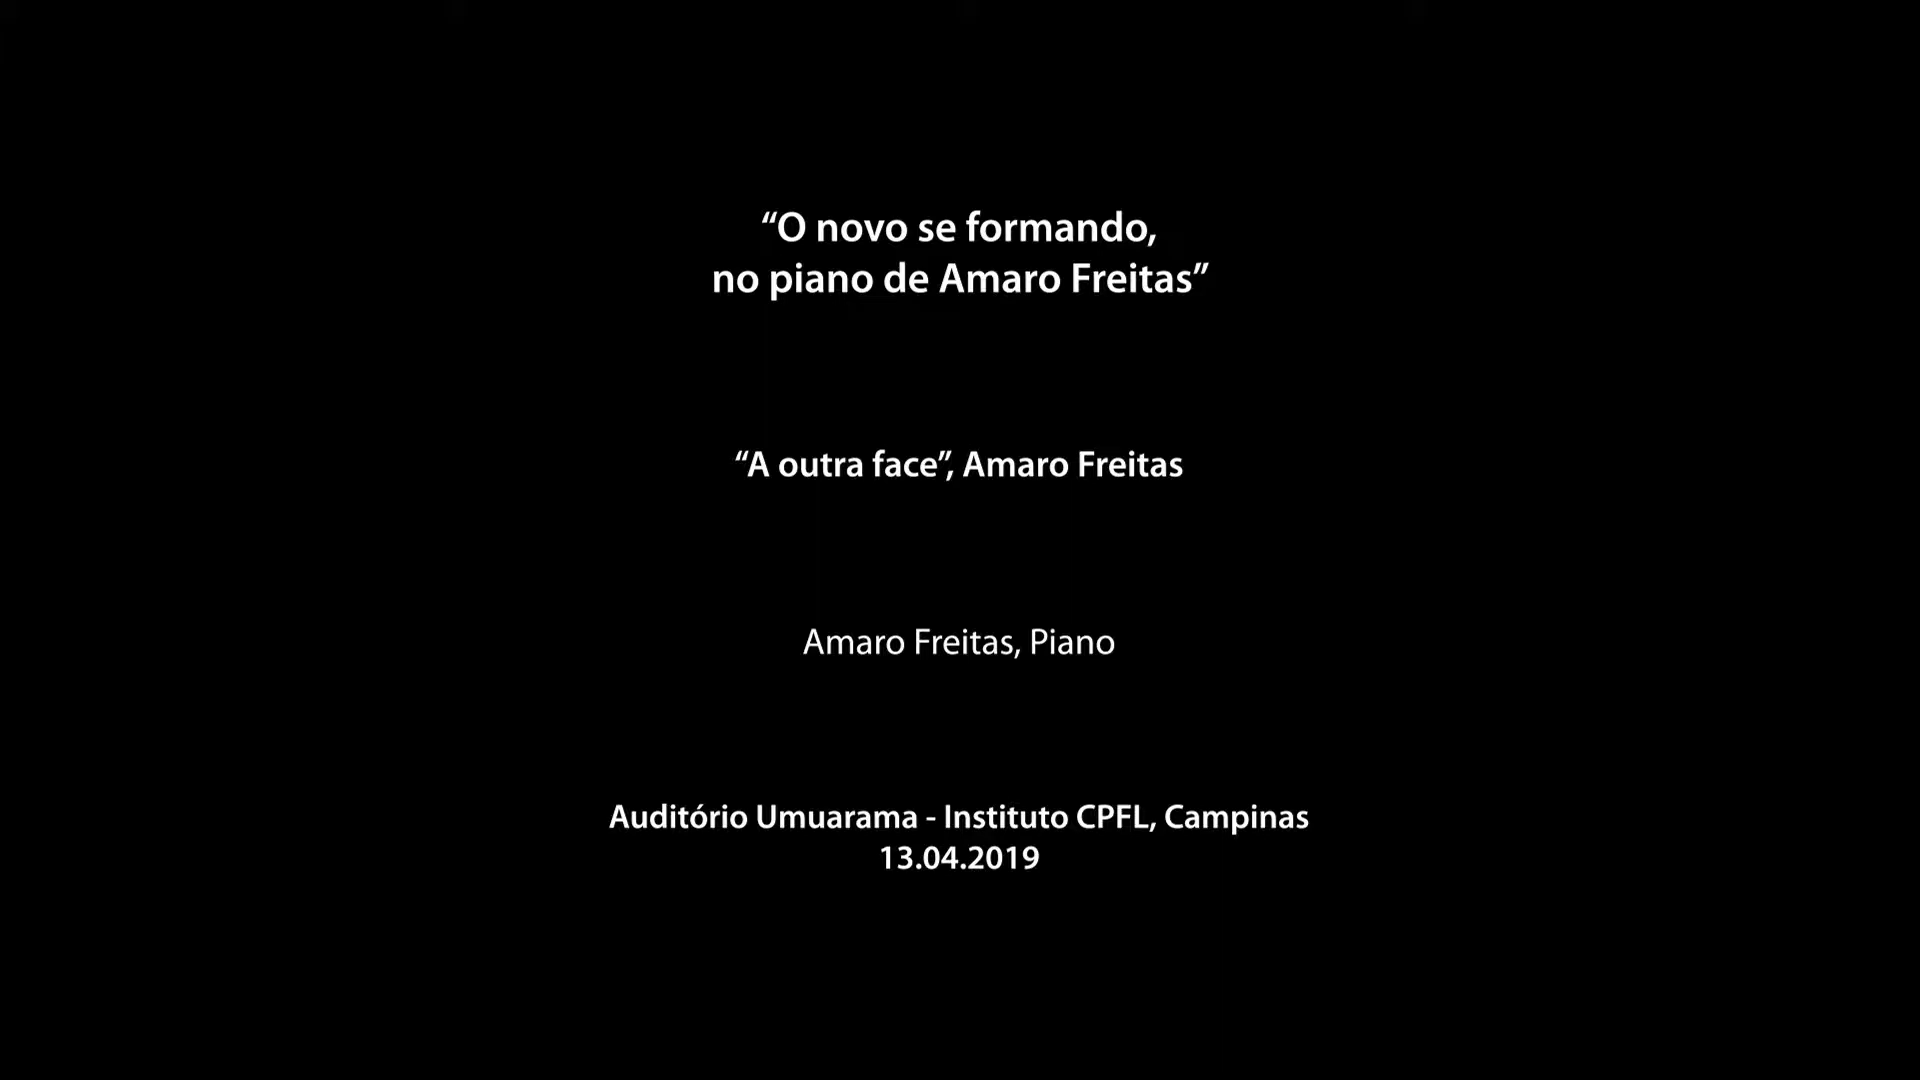 “O novo se formando,
no piano de Amaro Freitas”
“A outra face”, Amaro Freitas
Amaro Freitas, Piano
Auditório Umuarama - Instituto CPFL, Campinas
13.04.2019